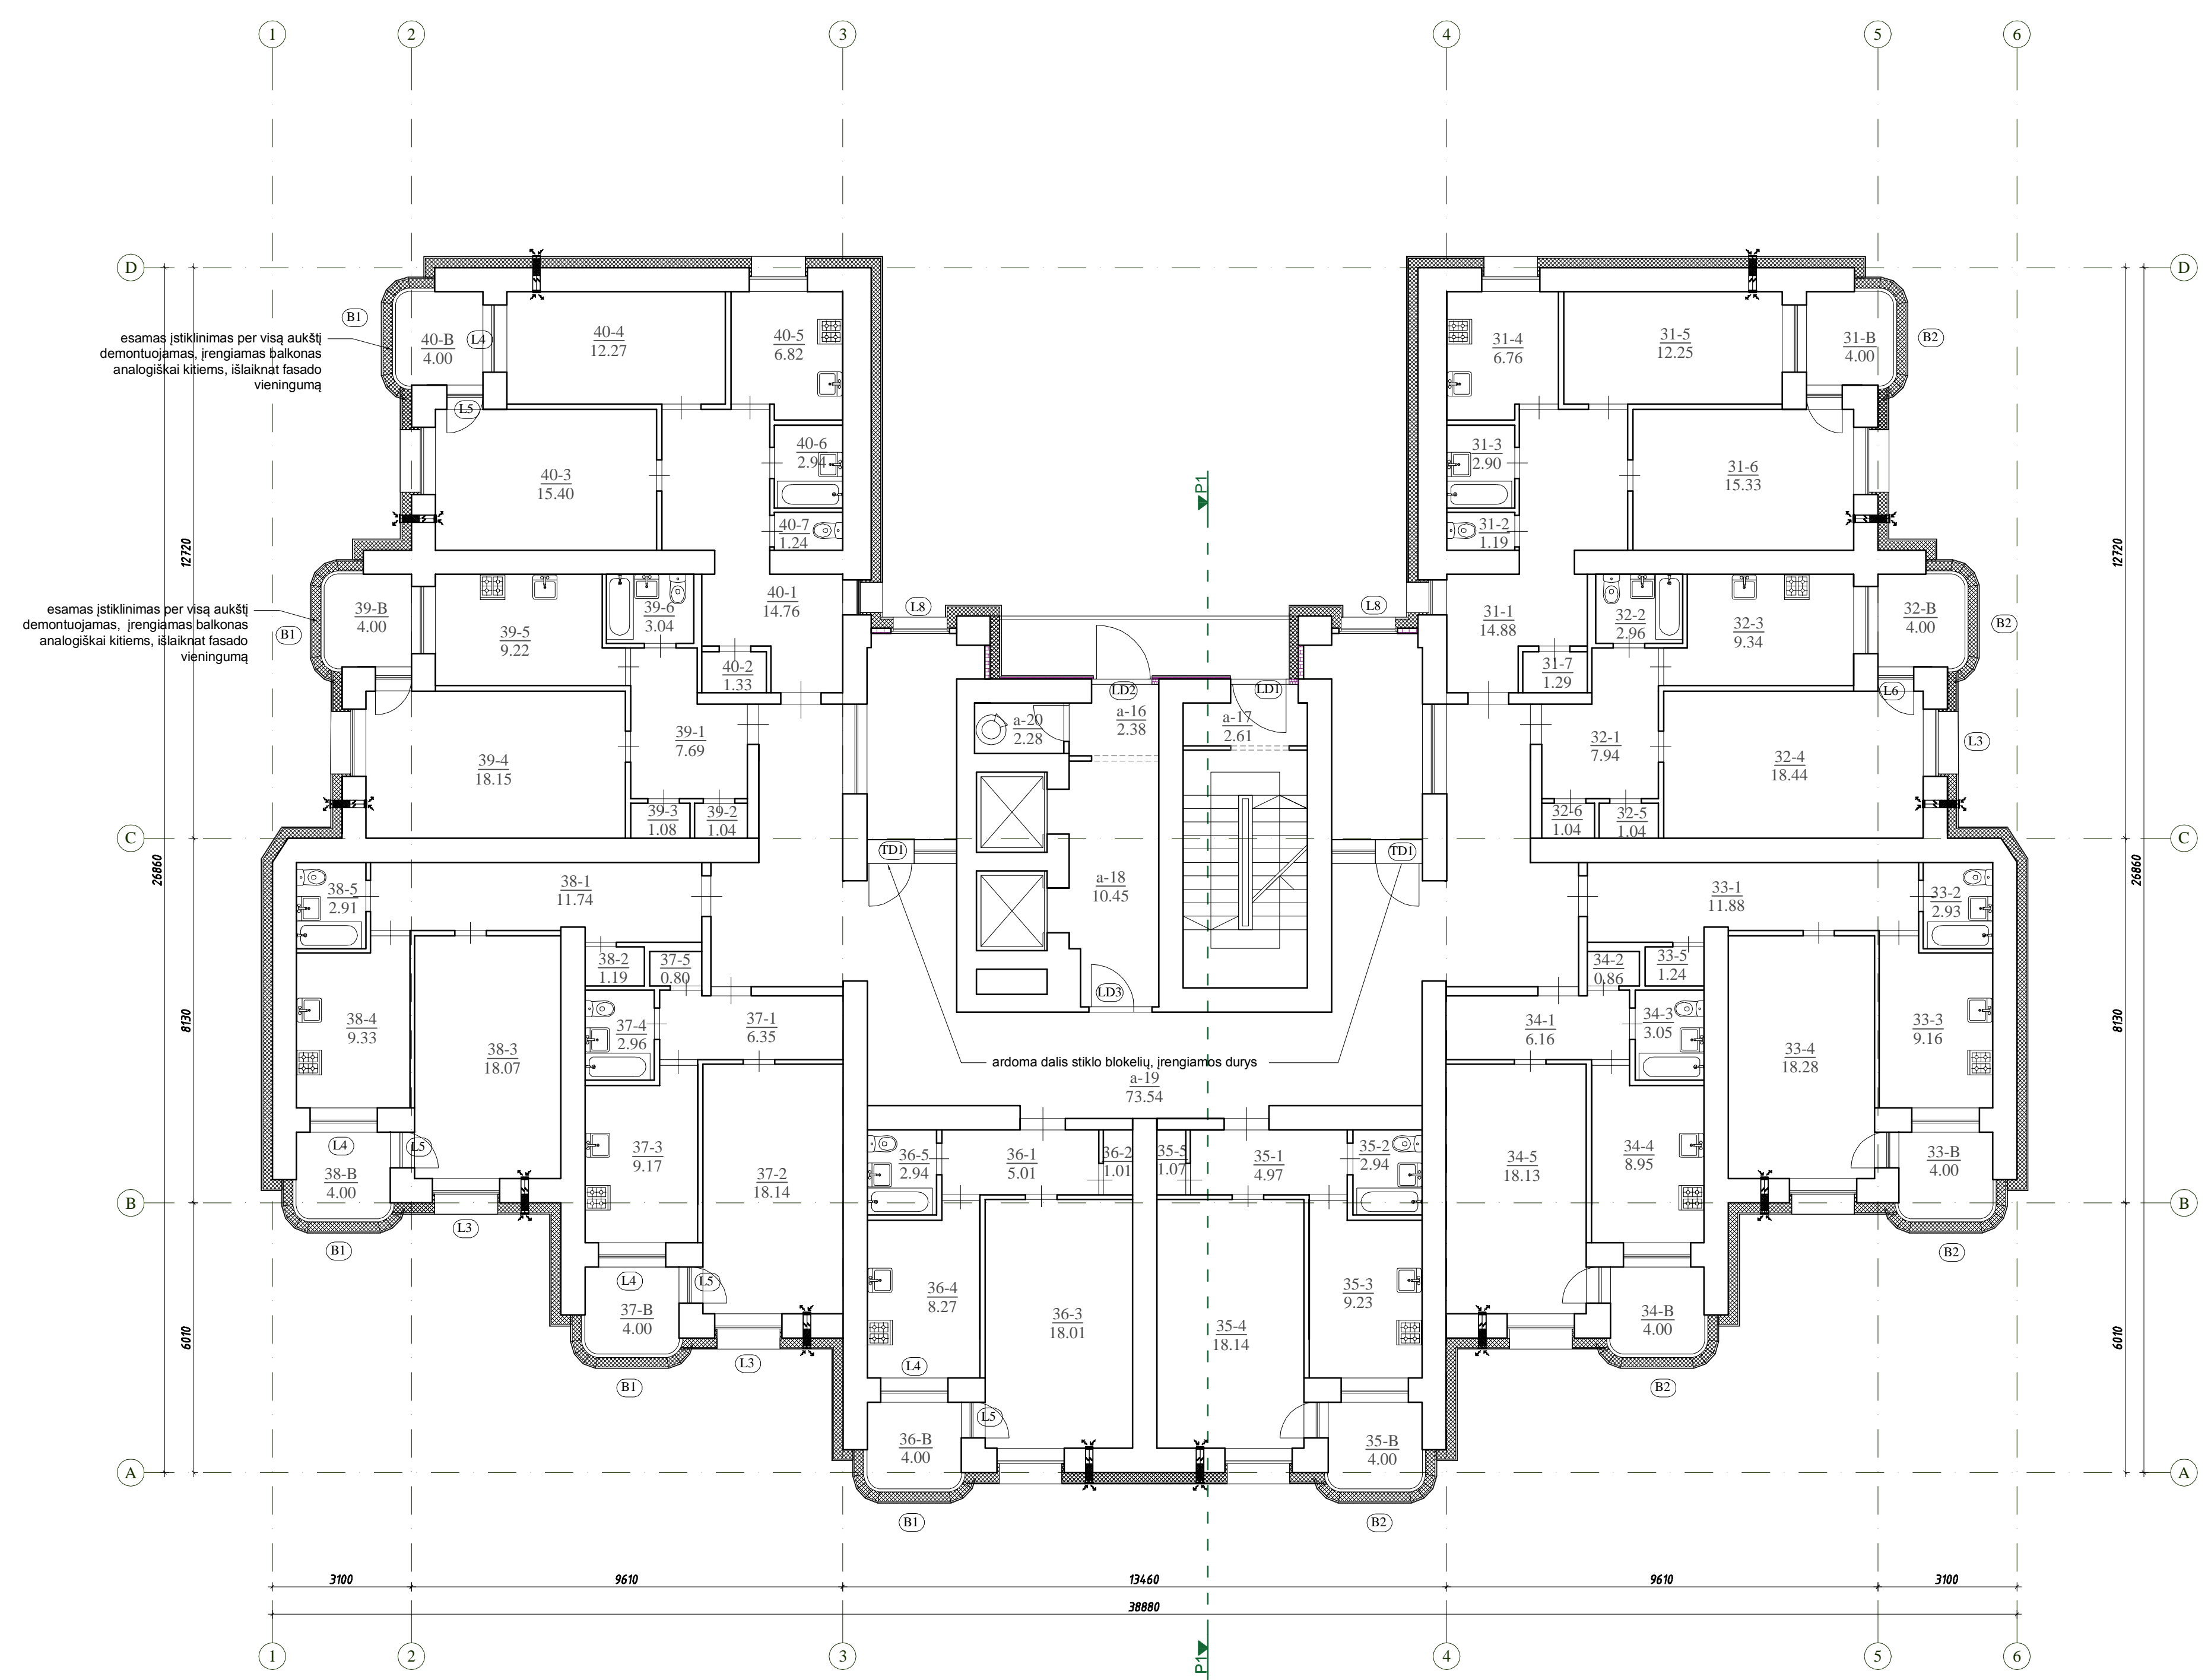 1 2 3 4 5 6
D D
B1
esamas įstiklinimas per visą aukštį
demontuojamas, įrengiamas balkonas
analogiškai kitiems, išlaiknat fasado
vieningumą
40-B
4.00
L4
40-4
12.27
40-5
6.82
L5
40-3
15.40
40-6
2.94
40-7
1.24
40-1
14.76
40-2
1.33
31-4
6.76
31-5
12.25
31-B
4.00
B2
31-3
2.90
31-6
15.33
31-2
1.19
31-1
14.88
31-7
1.29
P1
12720
12720
esamas įstiklinimas per visą aukštį
demontuojamas, įrengiamas balkonas
analogiškai kitiems, išlaiknat fasado
vieningumą
B1
39-B
4.00
39-5
9.22
39-6
3.04
39-1
7.69
39-4
18.15
39-3
1.08
39-2
1.04
L8
L8
LD2
LD1
a-20
2.28
a-16
2.38
a-17
2.61
32-2
2.96
32-3
9.34
32-B
4.00
B2
L6
L3
32-1
7.94
32-4
18.44
32-6
1.04
32-5
1.04
C C
26860
26860
TD1
TD1
a-18
10.45
LD3
38-5
2.91
38-1
11.74
38-2
1.19
37-5
0.80
38-4
9.33
38-3
18.07
37-4
2.96
37-1
6.35
33-1
11.88
33-2
2.93
34-2
0.86
33-5
1.24
34-1
6.16
34-3
3.05
33-4
18.28
33-3
9.16
8130
8130
ardoma dalis stiklo blokelių, įrengiamos durys
a-19
73.54
L4
L5
38-B
4.00
37-3
9.17
37-2
18.14
36-5
2.94
36-1
5.01
36-2
1.01
35-5
1.07
35-1
4.97
35-2
2.94
34-5
18.13
34-4
8.95
33-B
4.00
B B
L3
B1
B2
L4
L5
37-B
4.00
36-4
8.27
36-3
18.01
35-4
18.14
35-3
9.23
34-B
4.00
6010
6010
L3
B1
L4
B2
L5
36-B
4.00
35-B
4.00
A A
B1
B2
3100 9610 13460 9610 3100
38880
P1
1 2 3 4 5 6